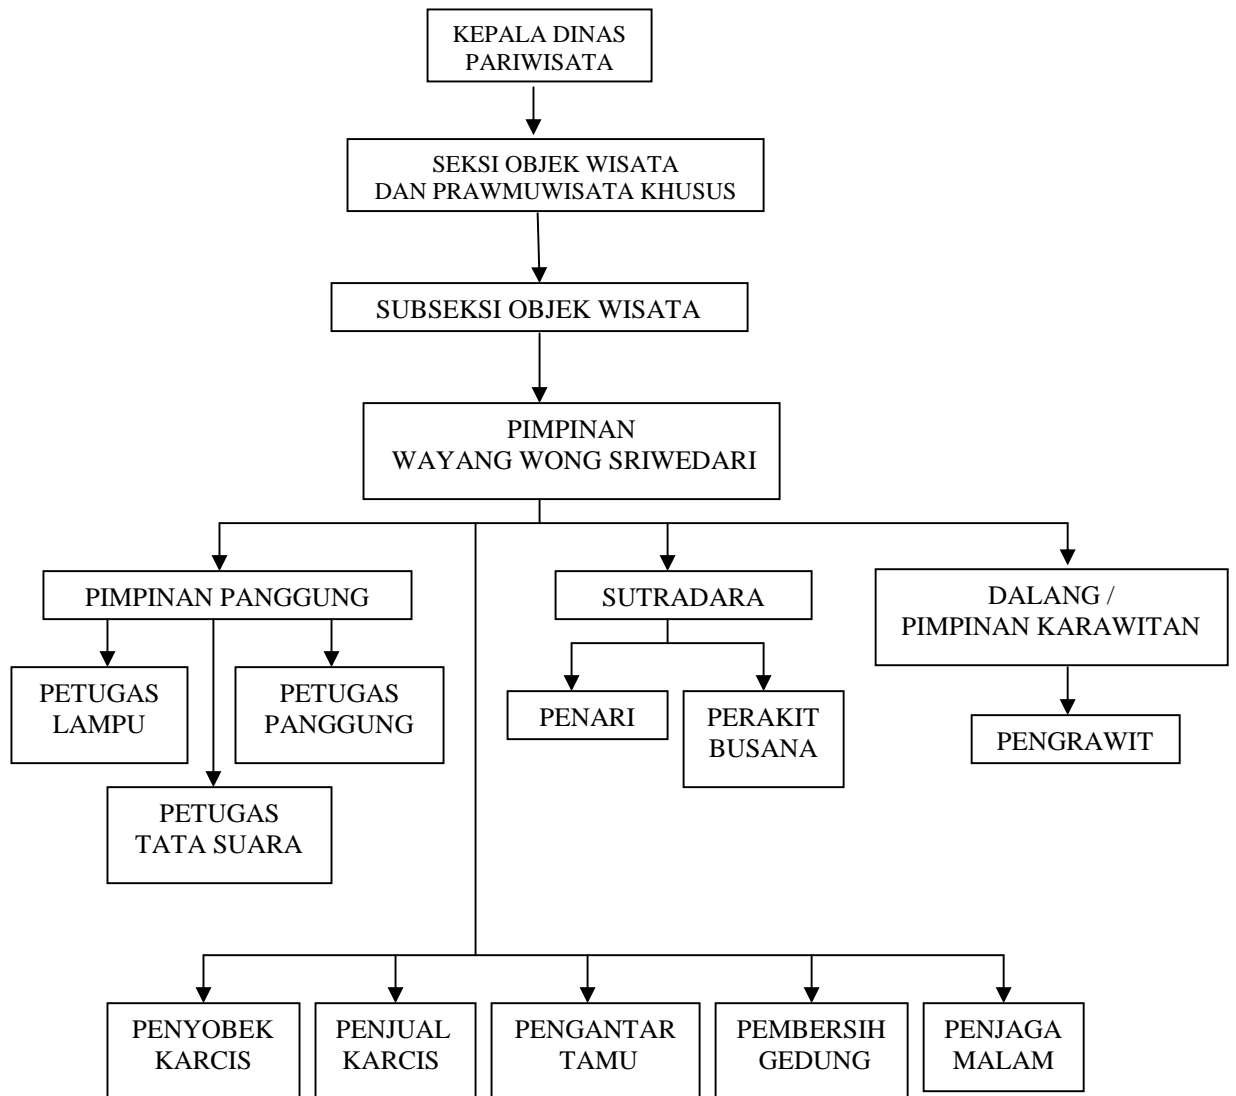 KEPALA DINAS
PARIWISATA
SEKSI OBJEK WISATA
DAN PRAWMUWISATA KHUSUS
SUBSEKSI OBJEK WISATA
PIMPINAN
WAYANG WONG SRIWEDARI
PIMPINAN PANGGUNG
SUTRADARA
DALANG /
PIMPINAN KARAWITAN
PETUGAS
LAMPU
PETUGAS
PANGGUNG
PENARI
PERAKIT
BUSANA
PENGRAWIT
PETUGAS
TATA SUARA
PENYOBEK
KARCIS
PENJUAL
KARCIS
PENGANTAR
TAMU
PEMBERSIH
GEDUNG
PENJAGA
MALAM